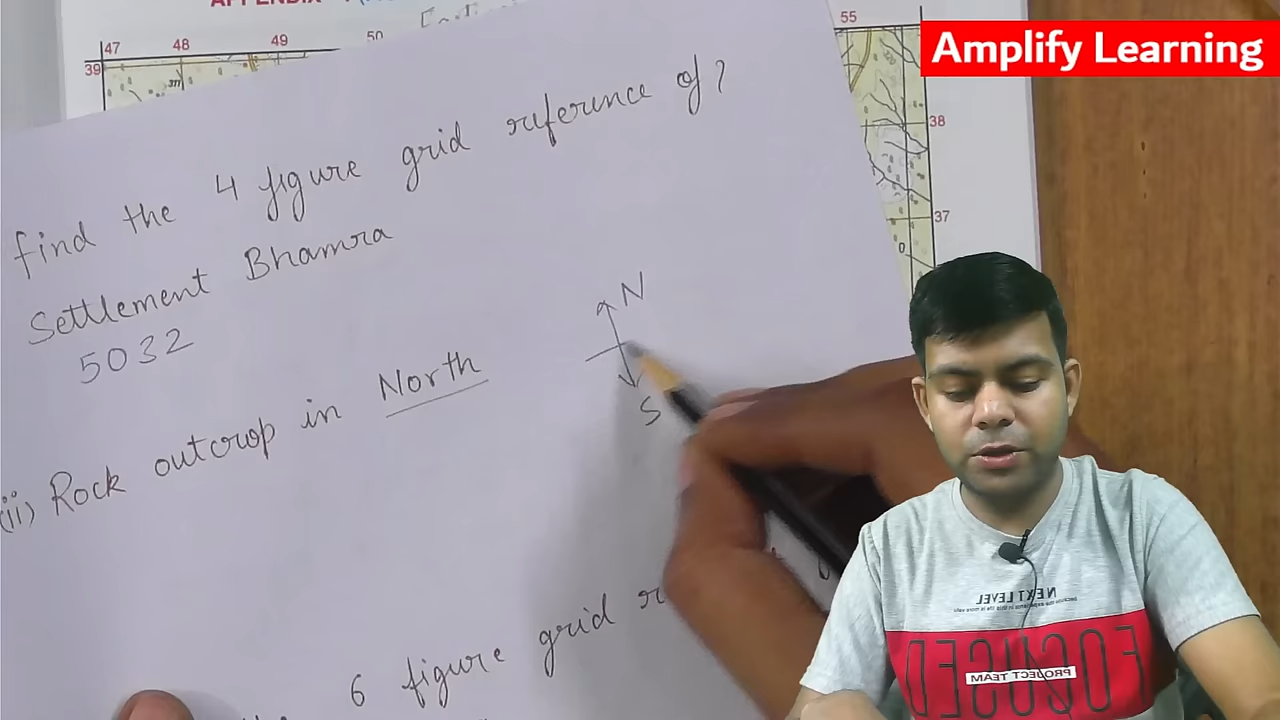 APPENDIX
47 48 49 50 55
39
38
37
Amplify Learning
find the 4 figure grid reference of?
Settlement Bhamra
5032
(ii) Rock outcrop in North
N
S
6 figure grid
NEXT LEVEL
FOCUSED
PROJECT TEAM